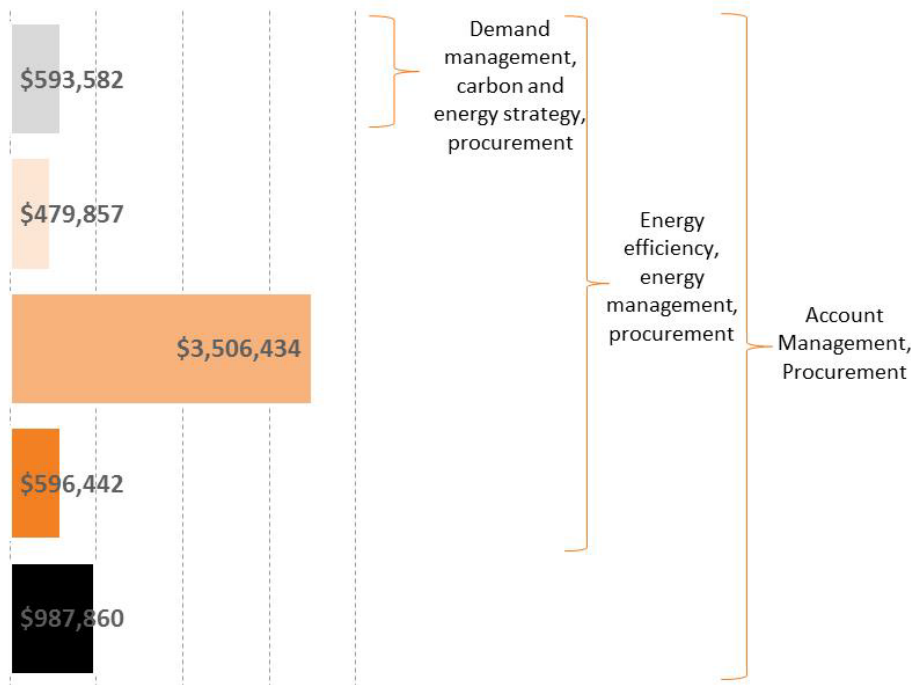 $593,582
Demand
management,
carbon and
energy strategy,
procurement
$479,857
Energy
efficiency,
energy
management,
procurement
$3,506,434
Account
Management,
Procurement
$596,442
$987,860